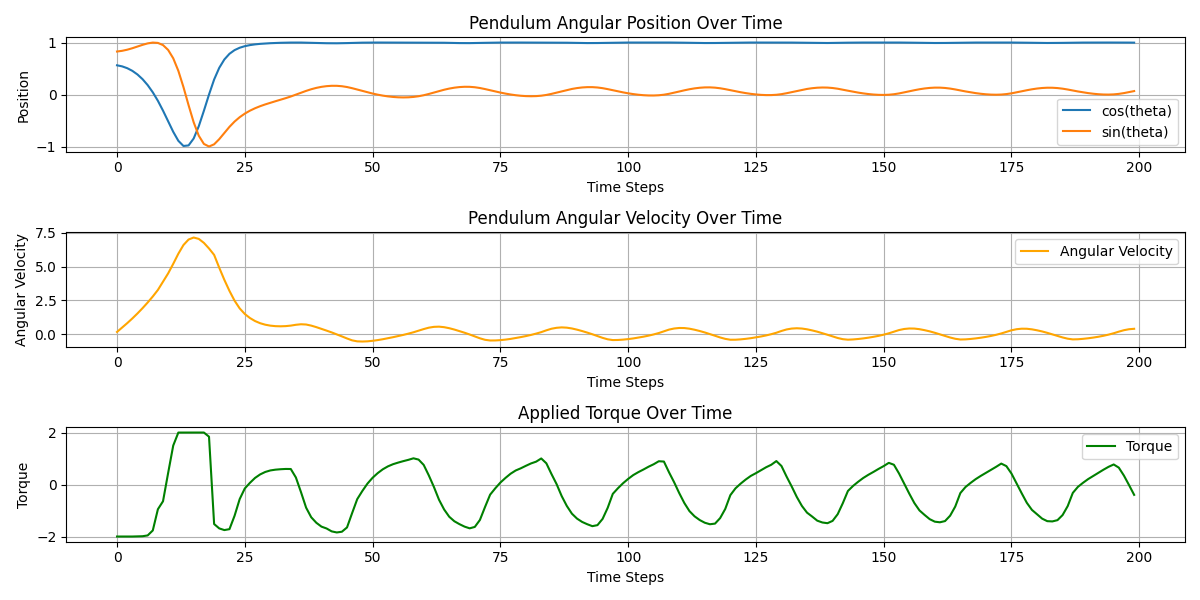 Pendulum Angular Position Over Time
Position
1
0
−1
cos(theta)
sin(theta)
0 25 50 75 100 125 150 175 200
Time Steps
Pendulum Angular Velocity Over Time
Angular Velocity
7.5
5.0
2.5
0.0
Angular Velocity
0 25 50 75 100 125 150 175 200
Time Steps
Applied Torque Over Time
Torque
2
0
−2
Torque
0 25 50 75 100 125 150 175 200
Time Steps